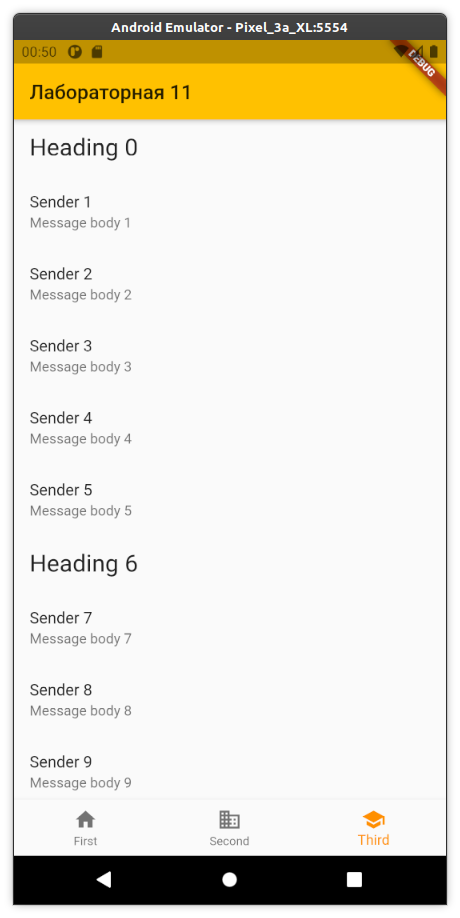 Android Emulator - Pixel_3a_XL:5554
00:50
DEBUG
Лабораторная 11
Heading 0
Sender 1
Message body 1
Sender 2
Message body 2
Sender 3
Message body 3
Sender 4
Message body 4
Sender 5
Message body 5
Heading 6
Sender 7
Message body 7
Sender 8
Message body 8
Sender 9
Message body 9
First
Second
Third